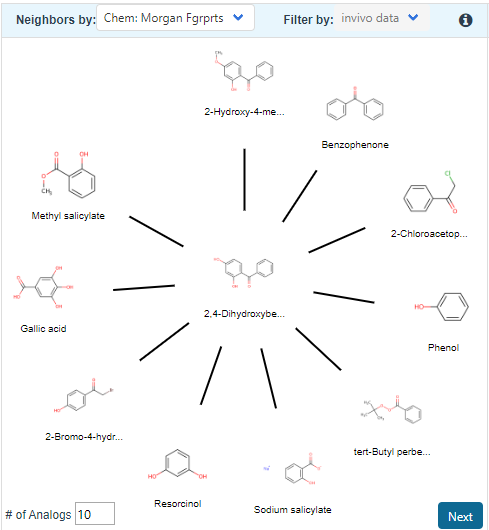 Neighbors by: Chem: Morgan Fgrprts Filter by: invivo data
2-Hydroxy-4-me...
Benzophenone
2-Chloroacetop...
Phenol
tert-Butyl perbe...
Sodium salicylate
Resorcinol
2-Bromo-4-hydr...
Gallic acid
Methyl salicylate
2,4-Dihydroxybe...
# of Analogs 10
Next